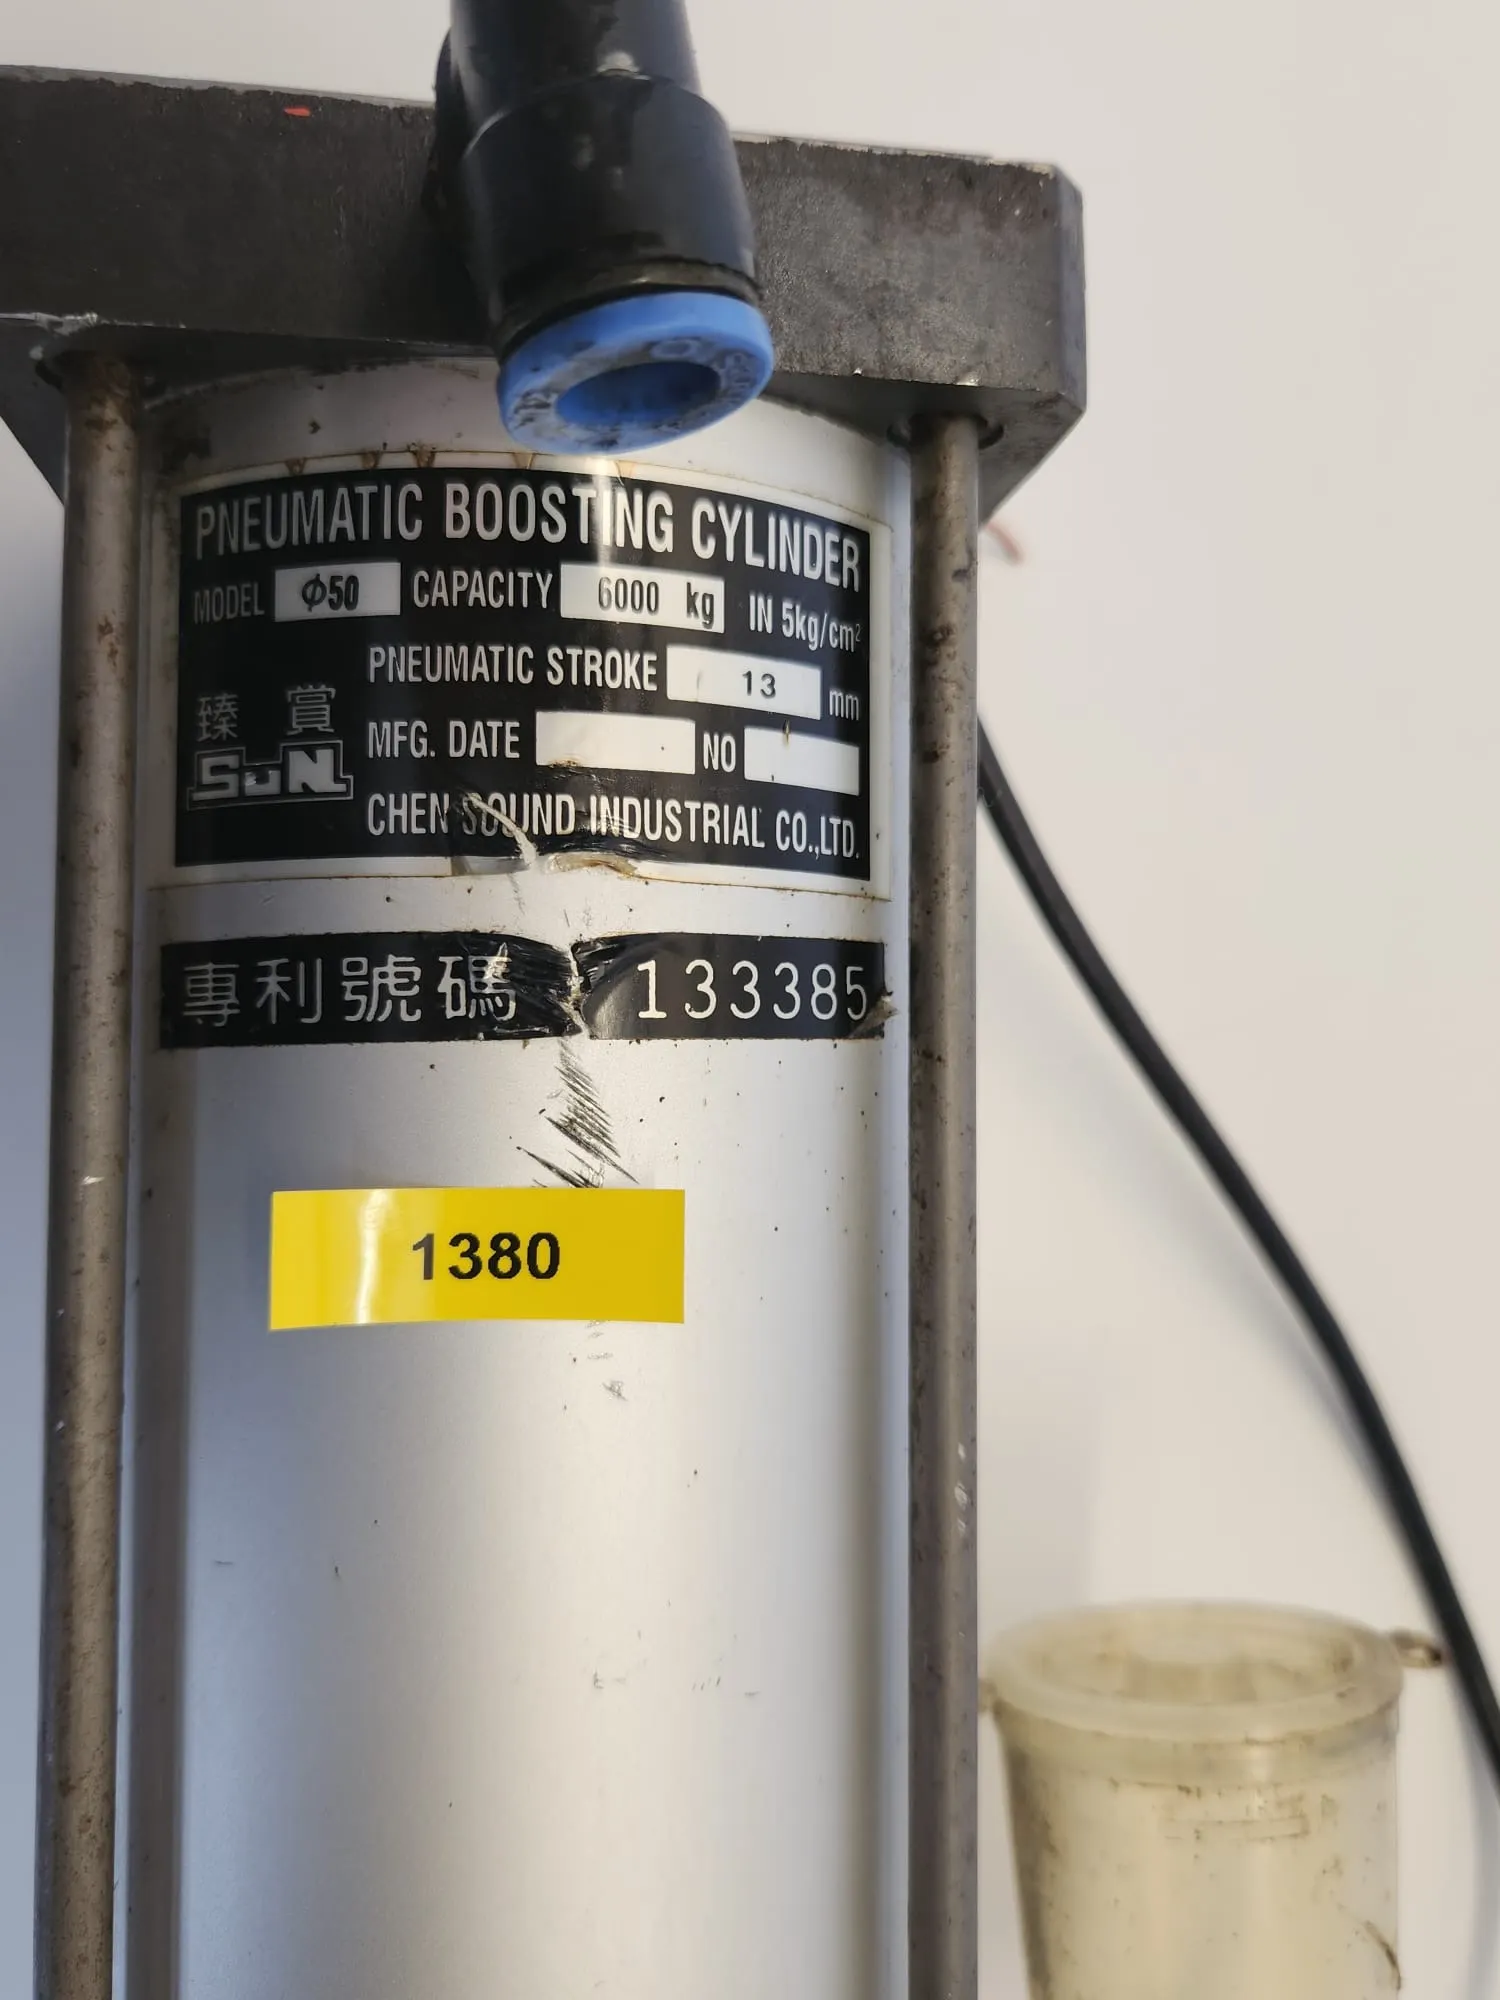 PNEUMATIC BOOSTING CYLINDER
MODEL Φ50 CAPACITY 6000 kg IN 5kg/cm²
PNEUMATIC STROKE 13 mm
臻賞
SUN
MFG. DATE NO
CHEN SOUND INDUSTRIAL CO.,LTD.
專利號碼 133385
1380